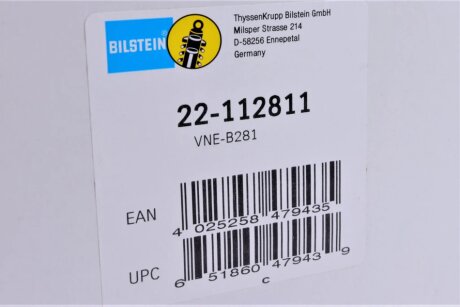 BILSTEIN
ThyssenKrupp Bilstein GmbH
Milsper Strasse 214
D-58256 Ennepetal
Germany
22-112811
VNE-B281
EAN
4 025258 479435
UPC
6 51860 47943 9
c